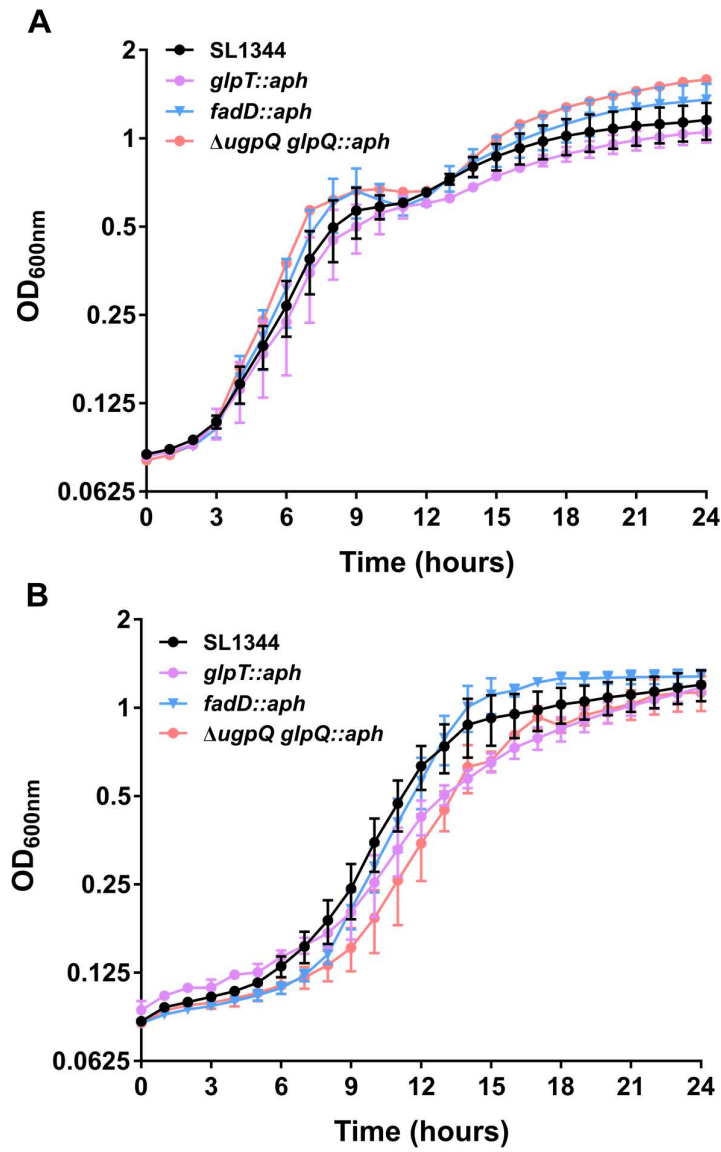 A
2
1
0.5
0.25
0.125
0.0625
OD600nm
SL1344
glpT::aph
fadD::aph
ΔugpQ glpQ::aph
0 3 6 9 12 15 18 21 24
Time (hours)
B
2
1
0.5
0.25
0.125
0.0625
OD600nm
SL1344
glpT::aph
fadD::aph
ΔugpQ glpQ::aph
0 3 6 9 12 15 18 21 24
Time (hours)